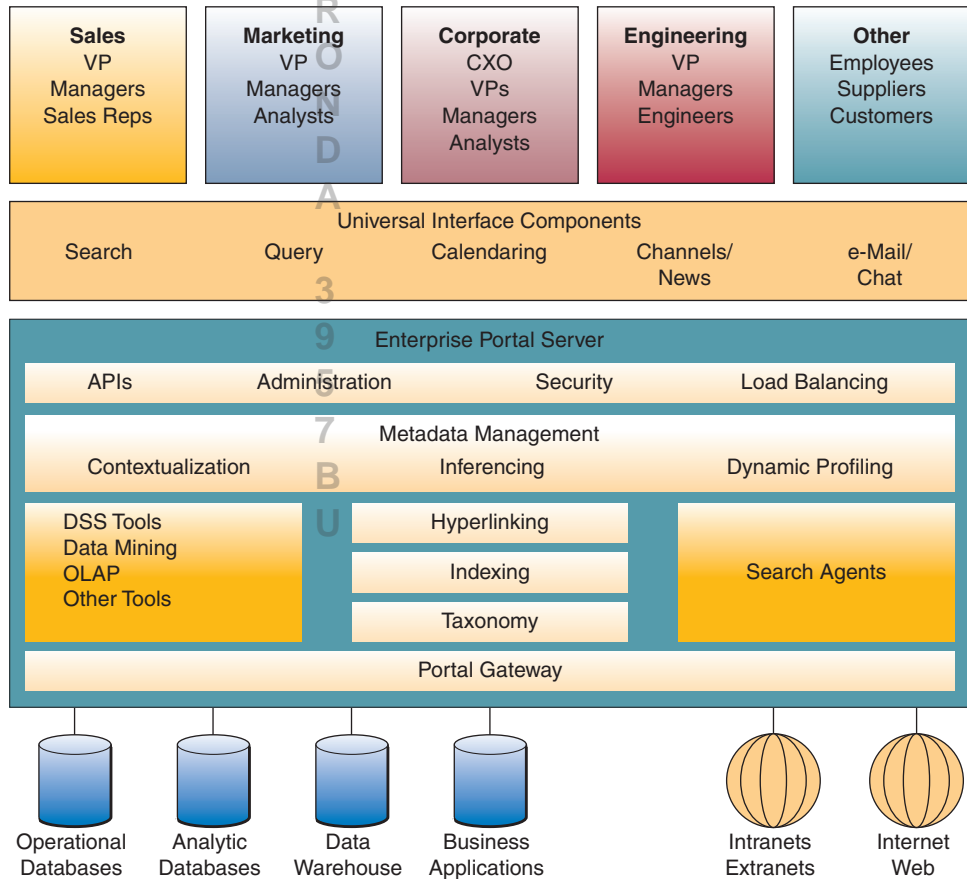 Sales
VP
Managers
Sales Reps
Marketing
VP
Managers
Analysts
Corporate
CXO
VPs
Managers
Analysts
Engineering
VP
Managers
Engineers
Other
Employees
Suppliers
Customers
Universal Interface Components
Search
Query
Calendaring
Channels/
News
e-Mail/
Chat
Enterprise Portal Server
APIs
Administration
Security
Load Balancing
Metadata Management
Contextualization
Inferencing
Dynamic Profiling
DSS Tools
Data Mining
OLAP
Other Tools
Hyperlinking
Indexing
Taxonomy
Search Agents
Portal Gateway
Operational
Databases
Analytic
Databases
Data
Warehouse
Business
Applications
Intranets
Extranets
Internet
Web
R
O
N
D
A
3
9
5
7
B
U